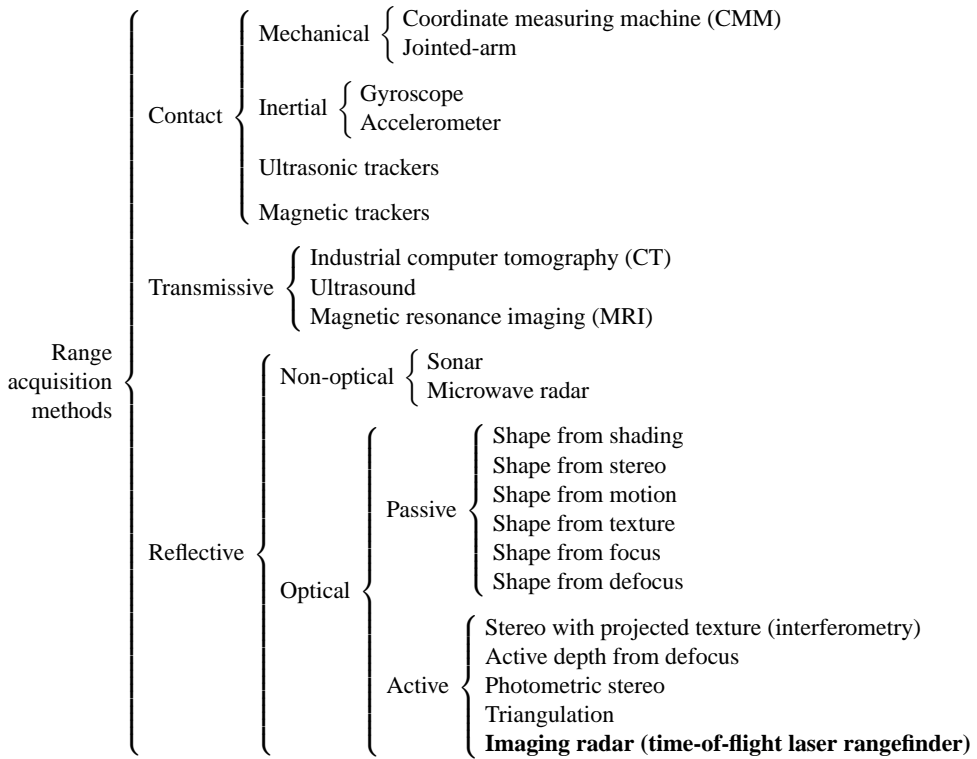 Range
acquisition
methods
Contact
Mechanical
Coordinate measuring machine (CMM)
Jointed-arm
Inertial
Gyroscope
Accelerometer
Ultrasonic trackers
Magnetic trackers
Transmissive
Industrial computer tomography (CT)
Ultrasound
Magnetic resonance imaging (MRI)
Reflective
Non-optical
Sonar
Microwave radar
Optical
Passive
Shape from shading
Shape from stereo
Shape from motion
Shape from texture
Shape from focus
Shape from defocus
Active
Stereo with projected texture (interferometry)
Active depth from defocus
Photometric stereo
Triangulation
Imaging radar (time-of-flight laser rangefinder)